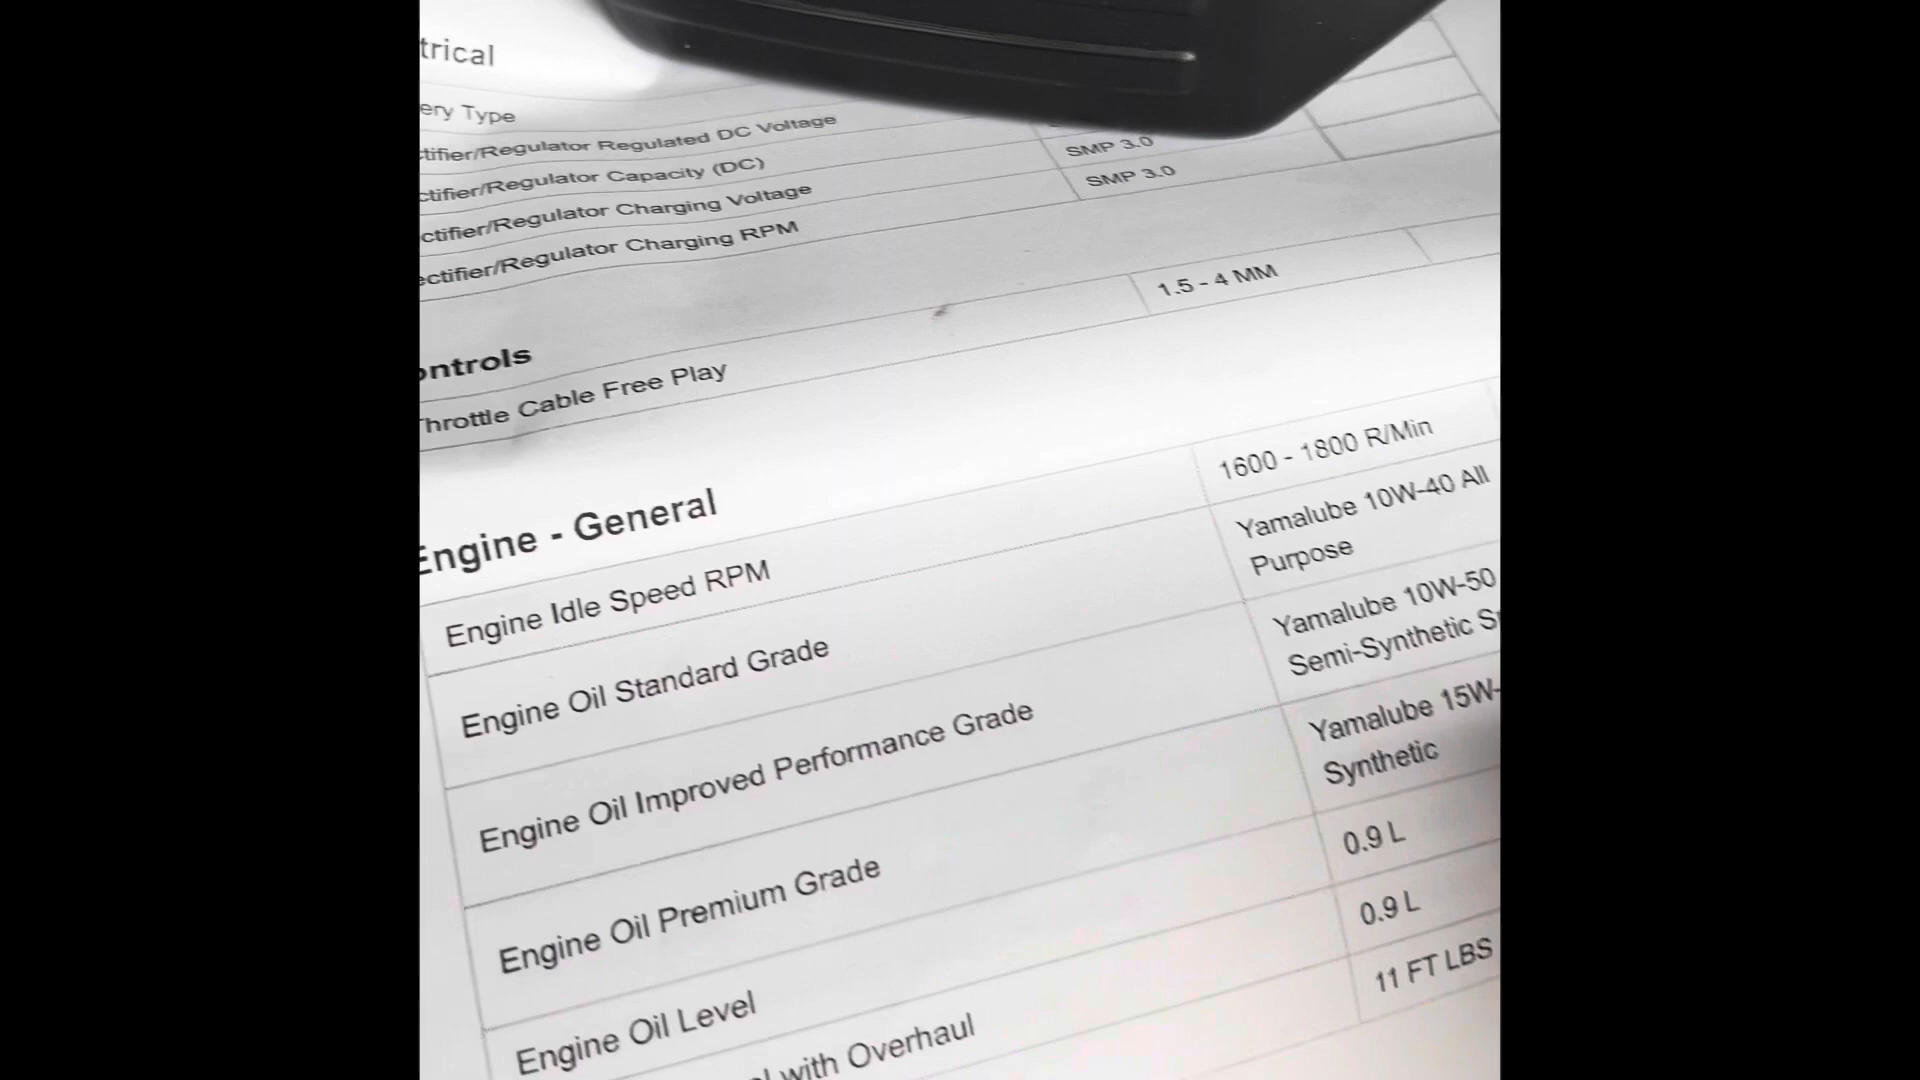 trical
ery Type
ctifier/Regulator Regulated DC Voltage
ctifier/Regulator Capacity (DC)
SMP 3.0
ctifier/Regulator Charging Voltage
SMP 3.0
ectifier/Regulator Charging RPM
ontrols
Throttle Cable Free Play
1.5 - 4 MM
Engine - General
Engine Idle Speed RPM
1600 - 1800 R/Min
Engine Oil Standard Grade
Yamalube 10W-40 All
Purpose
Engine Oil Improved Performance Grade
Yamalube 10W-50
Semi-Synthetic
Engine Oil Premium Grade
Yamalube 15W-
Synthetic
Engine Oil Level
0.9 L
with Overhaul
0.9 L
11 FT LBS